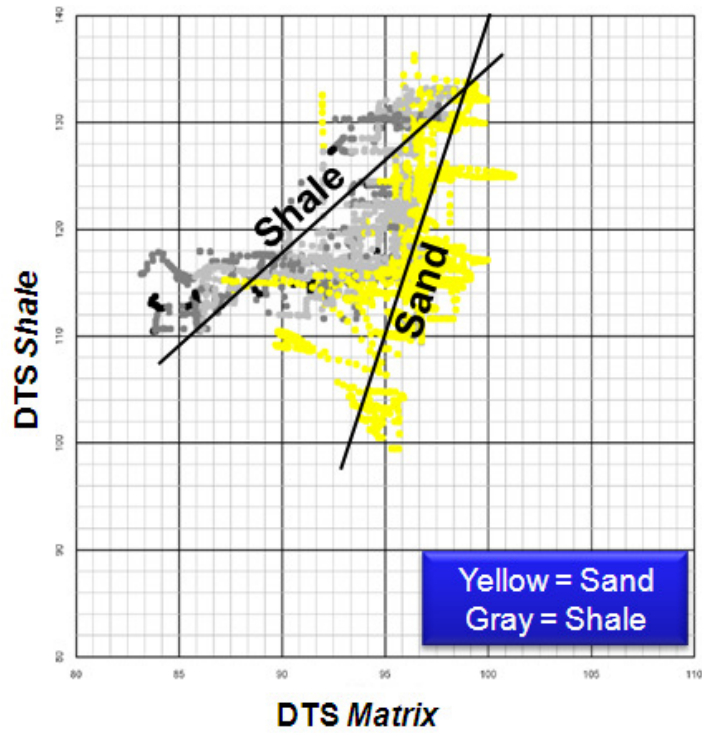 140
130
120
110
100
90
80
DTS Shale
Shale
Sand
Yellow = Sand
Gray = Shale
80 85 90 95 100 105 110
DTS Matrix